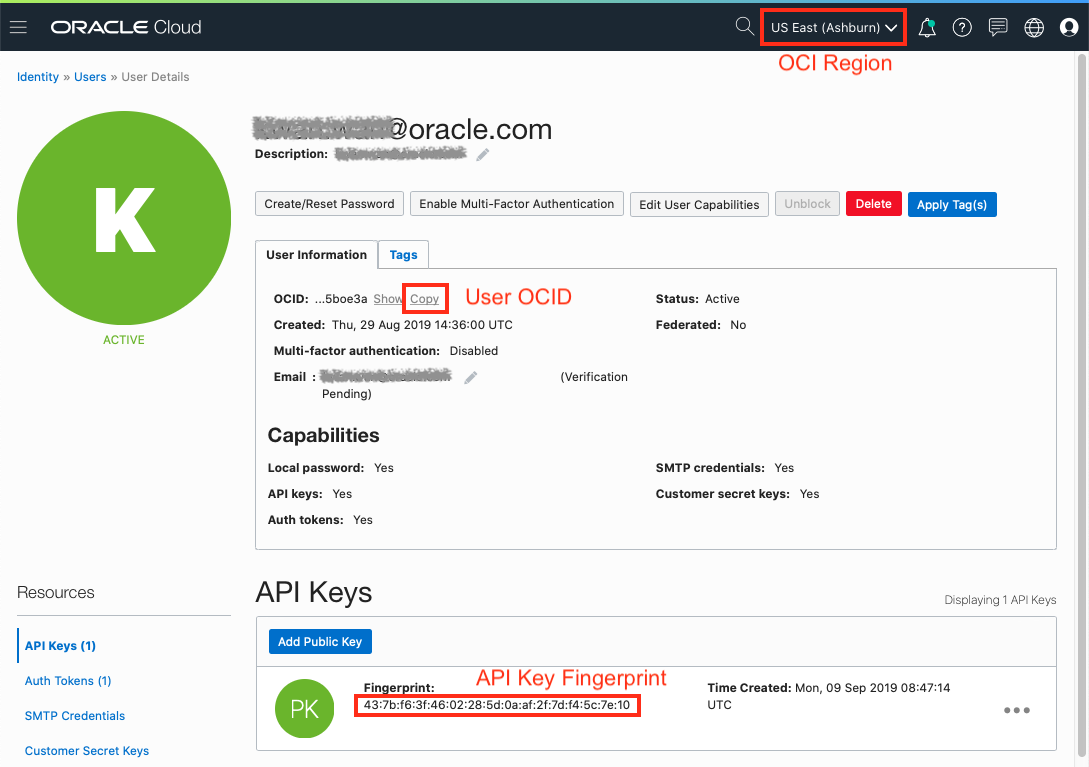 ORACLE Cloud
US East (Ashburn)
OCI Region
Identity » Users » User Details
K
ACTIVE
@oracle.com
Description:
Create/Reset Password Enable Multi-Factor Authentication Edit User Capabilities Unblock Delete Apply Tag(s)
User Information Tags
OCID: ...5boe3a Show Copy User OCID Status: Active
Created: Thu, 29 Aug 2019 14:36:00 UTC Federated: No
Multi-factor authentication: Disabled
Email : (Verification
Pending)
Capabilities
Local password: Yes SMTP credentials: Yes
API keys: Yes Customer secret keys: Yes
Auth tokens: Yes
Resources
API Keys (1)
Auth Tokens (1)
SMTP Credentials
Customer Secret Keys
API Keys
Displaying 1 API Keys
Add Public Key
API Key Fingerprint
PK
Fingerprint: Time Created: Mon, 09 Sep 2019 08:47:14
43:7b:f6:3f:46:02:28:5d:0a:af:2f:7d:f4:5c:7e:10 UTC